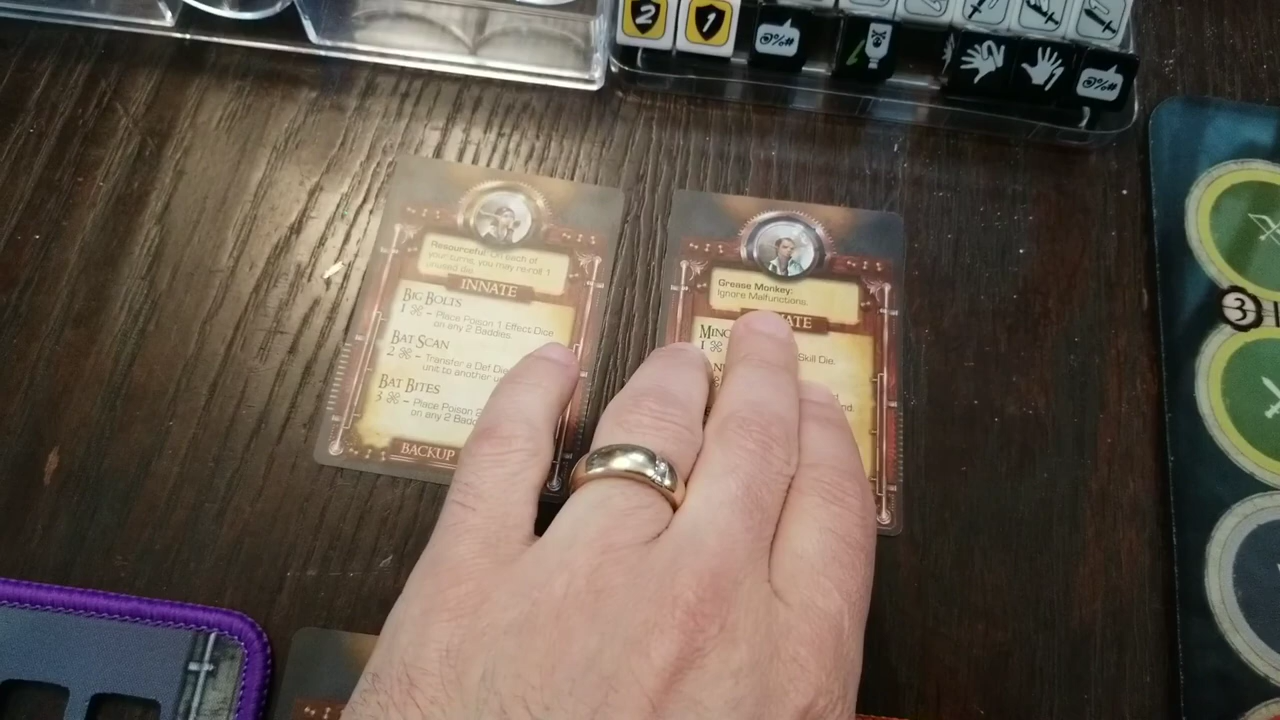 2
1
@%#
@%#
Resourceful: On each of
your turns, you may re-roll 1
unused die.
INNATE
BIG BOLTS
1 ⌘ – Place Poison 1 Effect Dice
on any 2 Baddies.
BAT SCAN
2 ⌘ – Transfer a Def
unit to another
BAT BITES
3 ⌘ – Place Poison 2
on any 2
BACKUP
Grease Monkey:
Ignore Malfunctions.
1 ⌘
Skill Die.
3